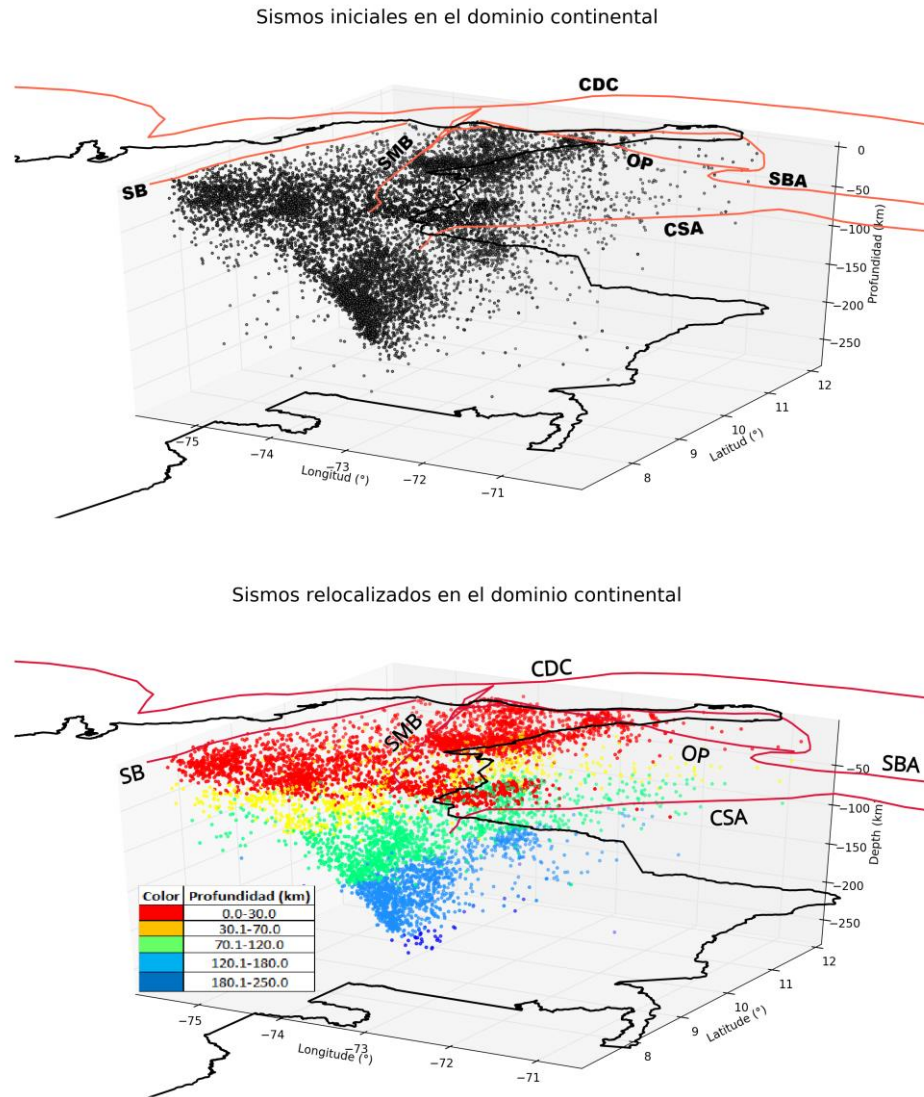 Sismos iniciales en el dominio continental
CDC
SMB
OP
SB
SBA
CSA
0
−50
−100
−150
−200
−250
Profundidad (km)
−75
−74
−73
−72
−71
Longitud (°)
8
9
10
11
12
Latitud (°)
Sismos relocalizados en el dominio continental
CDC
SMB
OP
SB
SBA
CSA
−50
−100
−150
−200
−250
Depth (km)
Color Profundidad (km)
0.0-30.0
30.1-70.0
70.1-120.0
120.1-180.0
180.1-250.0
−75
−74
−73
−72
−71
Longitude (°)
8
9
10
11
12
Latitude (°)